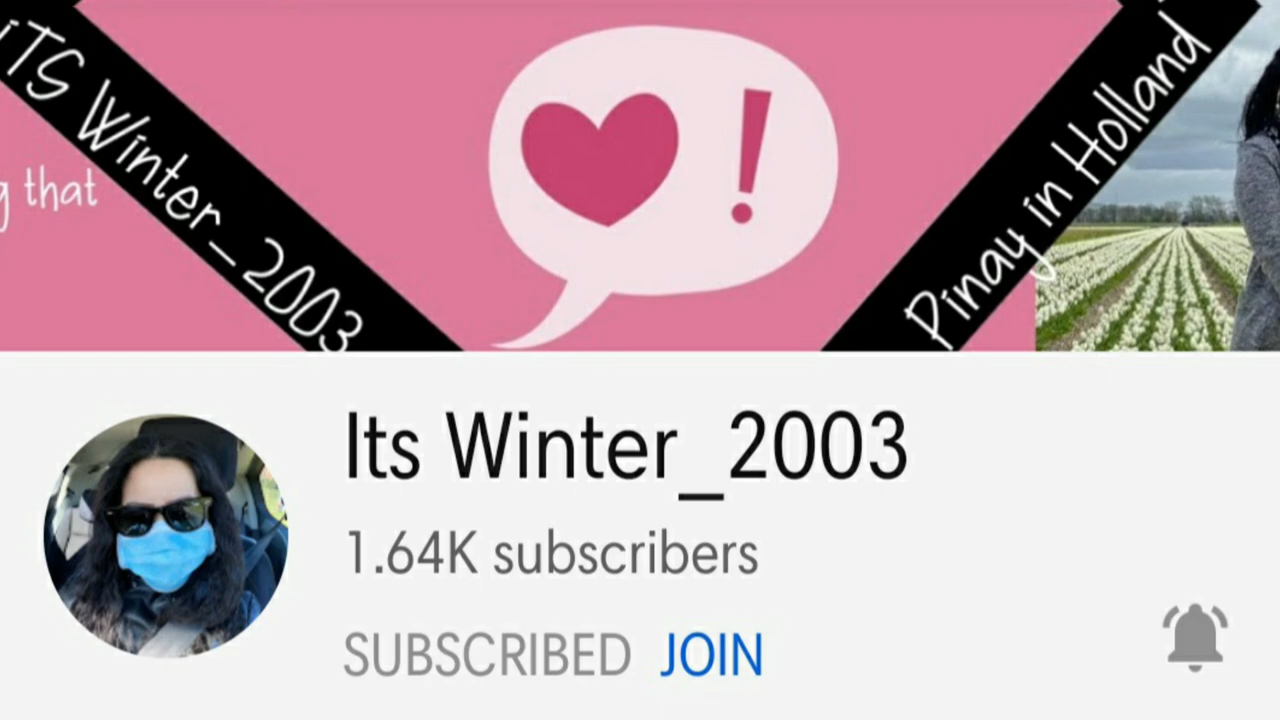 iTS Winter_2003
g that
Pinay in Holland
Its Winter_2003
1.64K subscribers
SUBSCRIBED JOIN